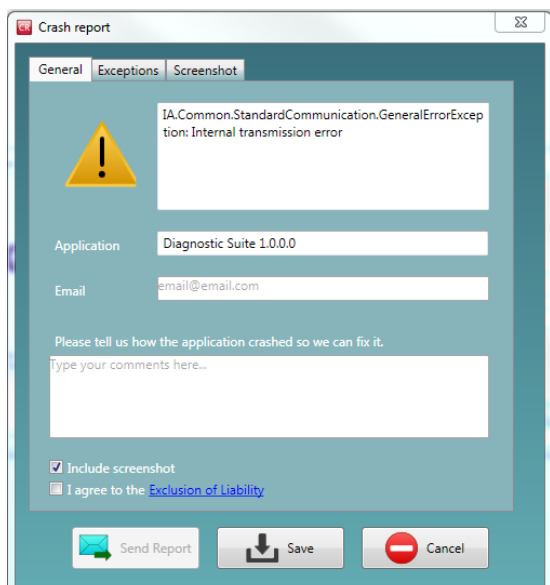 CR Crash report
General Exceptions Screenshot
IA.Common.StandardCommunication.GeneralErrorExcep
tion: Internal transmission error
Application Diagnostic Suite 1.0.0.0
Email email@email.com
Please tell us how the application crashed so we can fix it.
Type your comments here...
Include screenshot
I agree to the Exclusion of Liability
Send Report Save Cancel